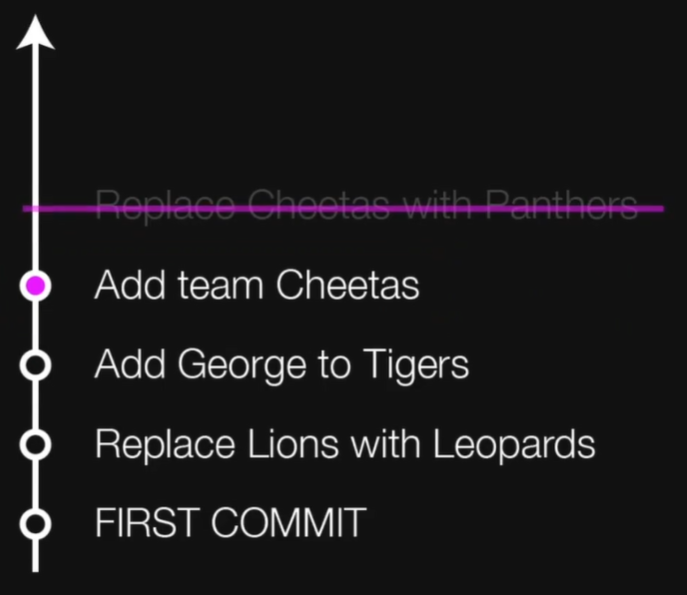 Replace Cheetas with Panthers
Add team Cheetas
Add George to Tigers
Replace Lions with Leopards
FIRST COMMIT